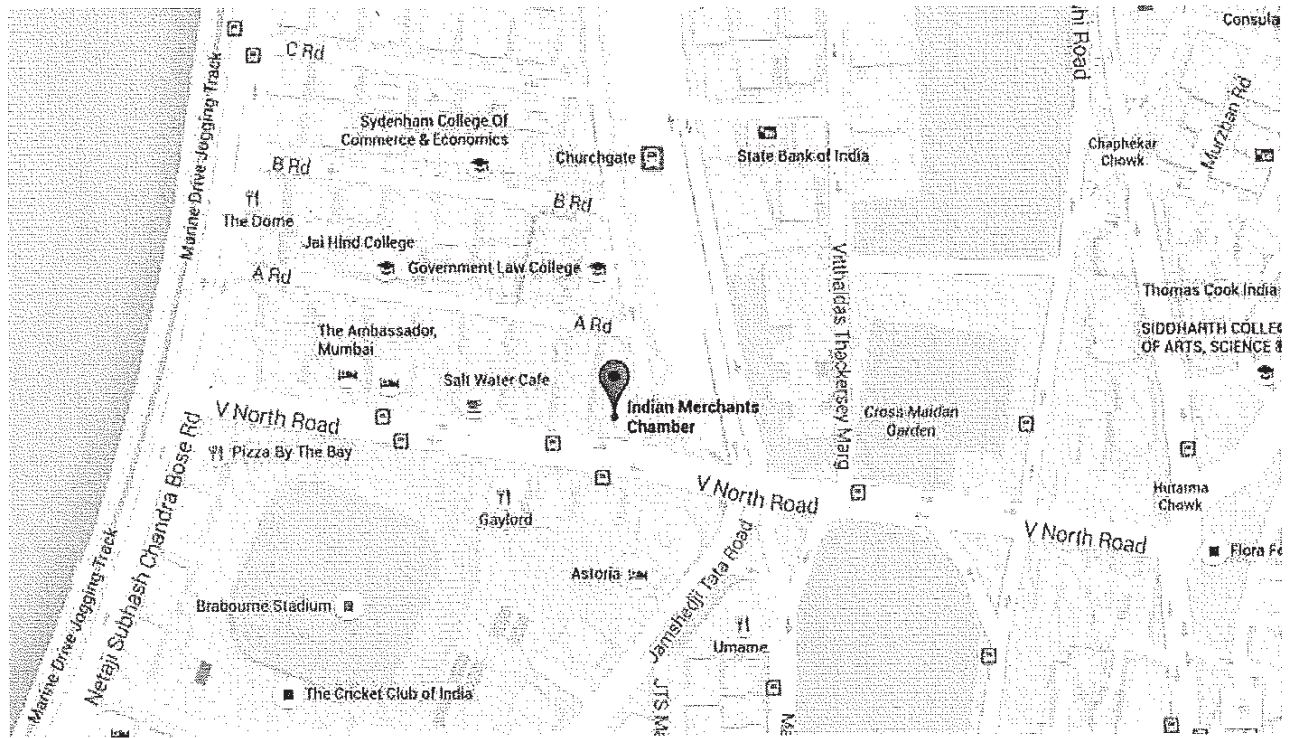 Consula
C Rd
hi Road
Marine Drive Jogging Track
Murzban Rd
Sydenham College Of
Commerce & Economics
Churchgate
State Bank of India
Chaphekar
Chowk
B Rd
B Rd
The Dome
Jai Hind College
Government Law College
A Rd
Vitthaldas Thackersey Marg
Thomas Cook India
A Rd
The Ambassador,
Mumbai
SIDDHARTH COLLEG
OF ARTS, SCIENCE &
Salt Water Cafe
Indian Merchants
Chamber
V North Road
Cross Maidan
Garden
Pizza By The Bay
Netaji Subhash Chandra Bose Rd
V North Road
Hutatma
Chowk
Gaylord
V North Road
Flora Fo
Marine Drive Jogging Track
Astoria
Jamshedji Tata Road
Brabourne Stadium
Umame
The Cricket Club of India
JTS Ma
Ma